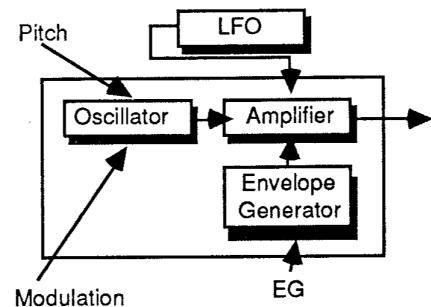 LFO
Pitch
Oscillator
Amplifier
Envelope
Generator
Modulation
EG